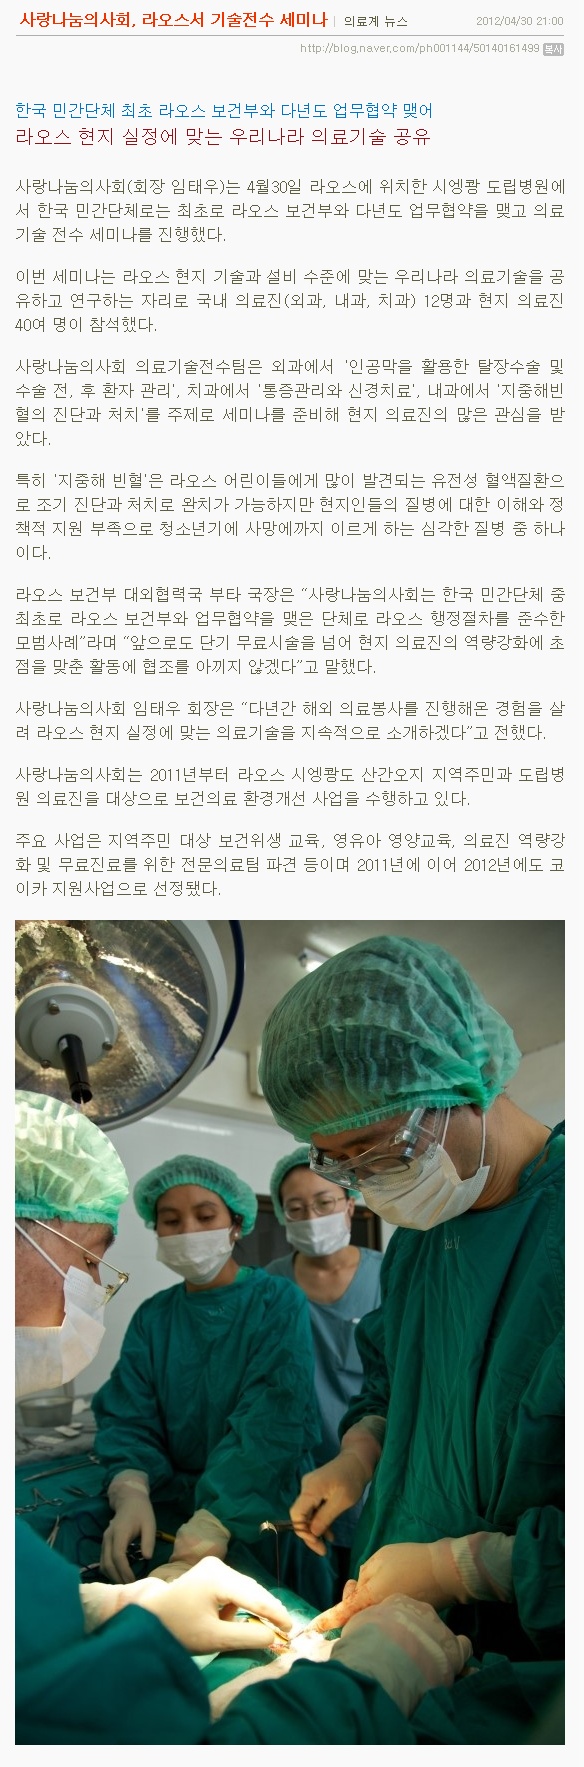 사랑나눔의사회, 라오스서 기술전수 세미나 | 의료계 뉴스 2012/04/30 21:00
http://blog.naver.com/ph001144/50140161499 복사
한국 민간단체 최초 라오스 보건부와 다년도 업무협약 맺어
라오스 현지 실정에 맞는 우리나라 의료기술 공유
사랑나눔의사회(회장 임태우)는 4월30일 라오스에 위치한 시엥쾅 도립병원에
서 한국 민간단체로는 최초로 라오스 보건부와 다년도 업무협약을 맺고 의료
기술 전수 세미나를 진행했다.
이번 세미나는 라오스 현지 기술과 설비 수준에 맞는 우리나라 의료기술을 공
유하고 연구하는 자리로 국내 의료진(외과, 내과, 치과) 12명과 현지 의료진
40여 명이 참석했다.
사랑나눔의사회 의료기술전수팀은 외과에서 '인공막을 활용한 탈장수술 및
수술 전, 후 환자 관리', 치과에서 '통증관리와 신경치료', 내과에서 '지중해빈
혈의 진단과 처치'를 주제로 세미나를 준비해 현지 의료진의 많은 관심을 받
았다.
특히 '지중해 빈혈'은 라오스 어린이들에게 많이 발견되는 유전성 혈액질환으
로 조기 진단과 처치로 완치가 가능하지만 현지인들의 질병에 대한 이해와 정
책적 지원 부족으로 청소년기에 사망에까지 이르게 하는 심각한 질병 중 하나
이다.
라오스 보건부 대외협력국 부타 국장은 “사랑나눔의사회는 한국 민간단체 중
최초로 라오스 보건부와 업무협약을 맺은 단체로 라오스 행정절차를 준수한
모범사례”라며 “앞으로도 단기 무료시술을 넘어 현지 의료진의 역량강화에 초
점을 맞춘 활동에 협조를 아끼지 않겠다”고 말했다.
사랑나눔의사회 임태우 회장은 “다년간 해외 의료봉사를 진행해온 경험을 살
려 라오스 현지 실정에 맞는 의료기술을 지속적으로 소개하겠다”고 전했다.
사랑나눔의사회는 2011년부터 라오스 시엥쾅도 산간오지 지역주민과 도립병
원 의료진을 대상으로 보건의료 환경개선 사업을 수행하고 있다.
주요 사업은 지역주민 대상 보건위생 교육, 영유아 영양교육, 의료진 역량강
화 및 무료진료를 위한 전문의료팀 파견 등이며 2011년에 이어 2012년에도 코
이카 지원사업으로 선정됐다.